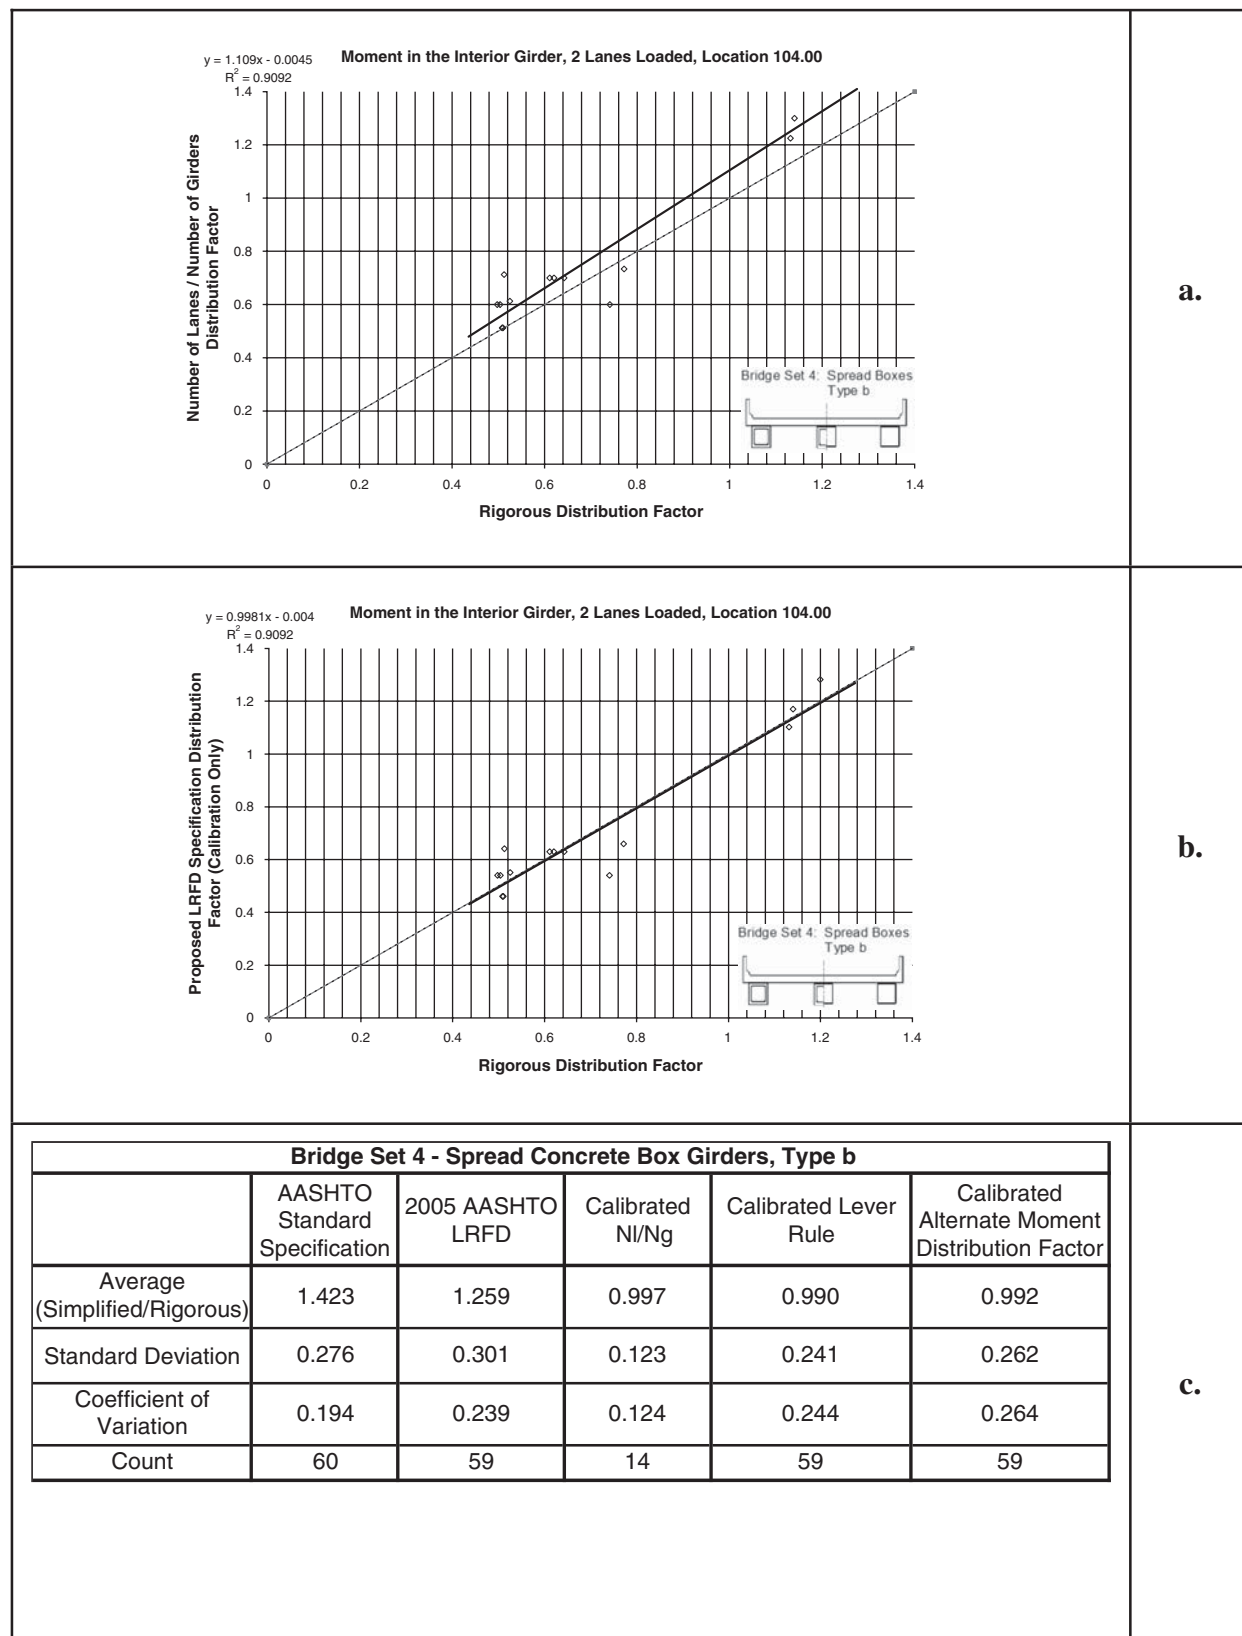 y = 1.109x - 0.0045
R2 = 0.9092
Moment in the Interior Girder, 2 Lanes Loaded, Location 104.00
Number of Lanes / Number of Girders
Distribution Factor
1.4
1.2
1
0.8
0.6
0.4
0.2
0
0 0.2 0.4 0.6 0.8 1 1.2 1.4
Rigorous Distribution Factor
Bridge Set 4: Spread Boxes
Type b
a.
y = 0.9981x - 0.004
R2 = 0.9092
Moment in the Interior Girder, 2 Lanes Loaded, Location 104.00
Proposed LRFD Specification Distribution
Factor (Calibration Only)
1.4
1.2
1
0.8
0.6
0.4
0.2
0
0 0.2 0.4 0.6 0.8 1 1.2 1.4
Rigorous Distribution Factor
Bridge Set 4: Spread Boxes
Type b
b.
Bridge Set 4 - Spread Concrete Box Girders, Type b
AASHTO
Standard
Specification
2005 AASHTO
LRFD
Calibrated
Nl/Ng
Calibrated Lever
Rule
Calibrated
Alternate Moment
Distribution Factor
Average
(Simplified/Rigorous)
1.423 1.259 0.997 0.990 0.992
Standard Deviation 0.276 0.301 0.123 0.241 0.262
Coefficient of
Variation
0.194 0.239 0.124 0.244 0.264
Count 60 59 14 59 59
c.